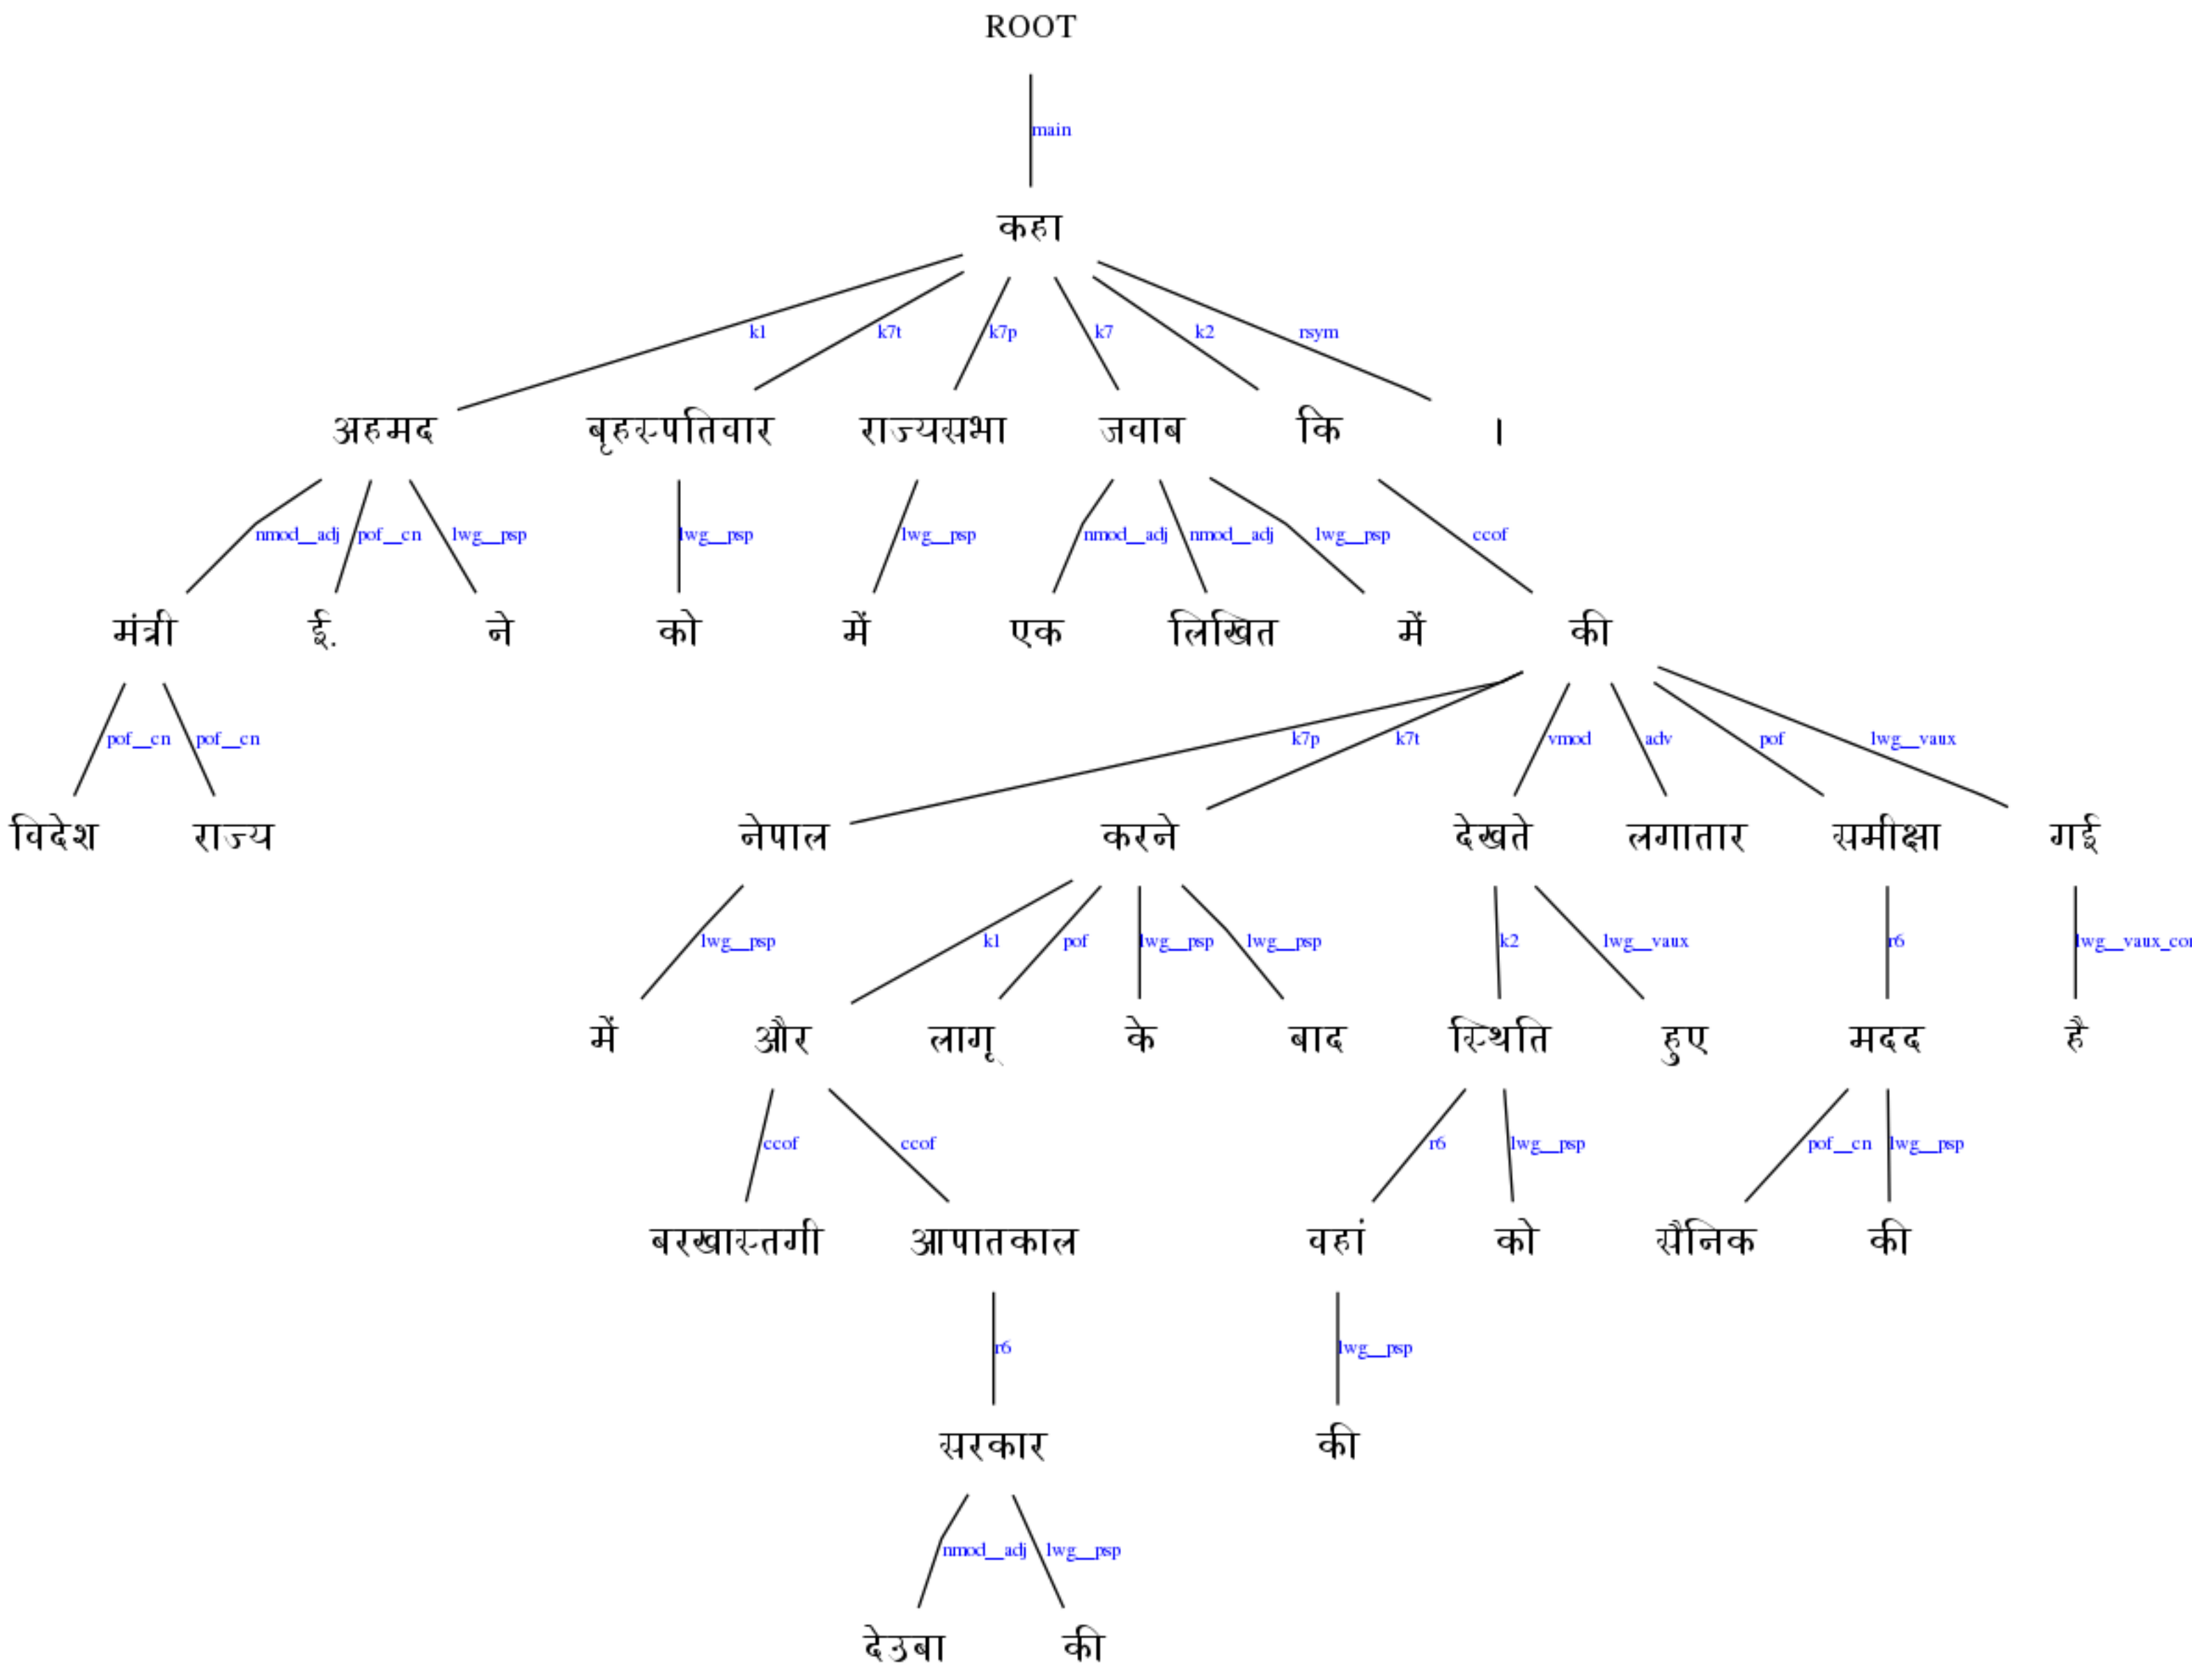 ROOT
main
कहा
k1 k7t k7p k7 k2 rsym
अहमद बृहस्पतिवार राज्यसभा जवाब कि ।
nmod__adj pof__cn lwg__psp lwg__psp lwg__psp nmod__adj nmod__adj lwg__psp ccof
मंत्री ई. ने को में एक लिखित में की
pof__cn pof__cn k7p k7t vmod adv pof lwg__vaux
विदेश राज्य नेपाल करने देखते लगातार समीक्षा गई
lwg__psp k1 pof lwg__psp lwg__psp k2 lwg__vaux r6 lwg__vaux_con
में और लागू के बाद स्थिति हुए मदद है
ccof ccof r6 lwg__psp pof__cn lwg__psp
बरखास्तगी आपातकाल वहां को सैनिक की
r6 lwg__psp
सरकार की
nmod__adj lwg__psp
देउबा की